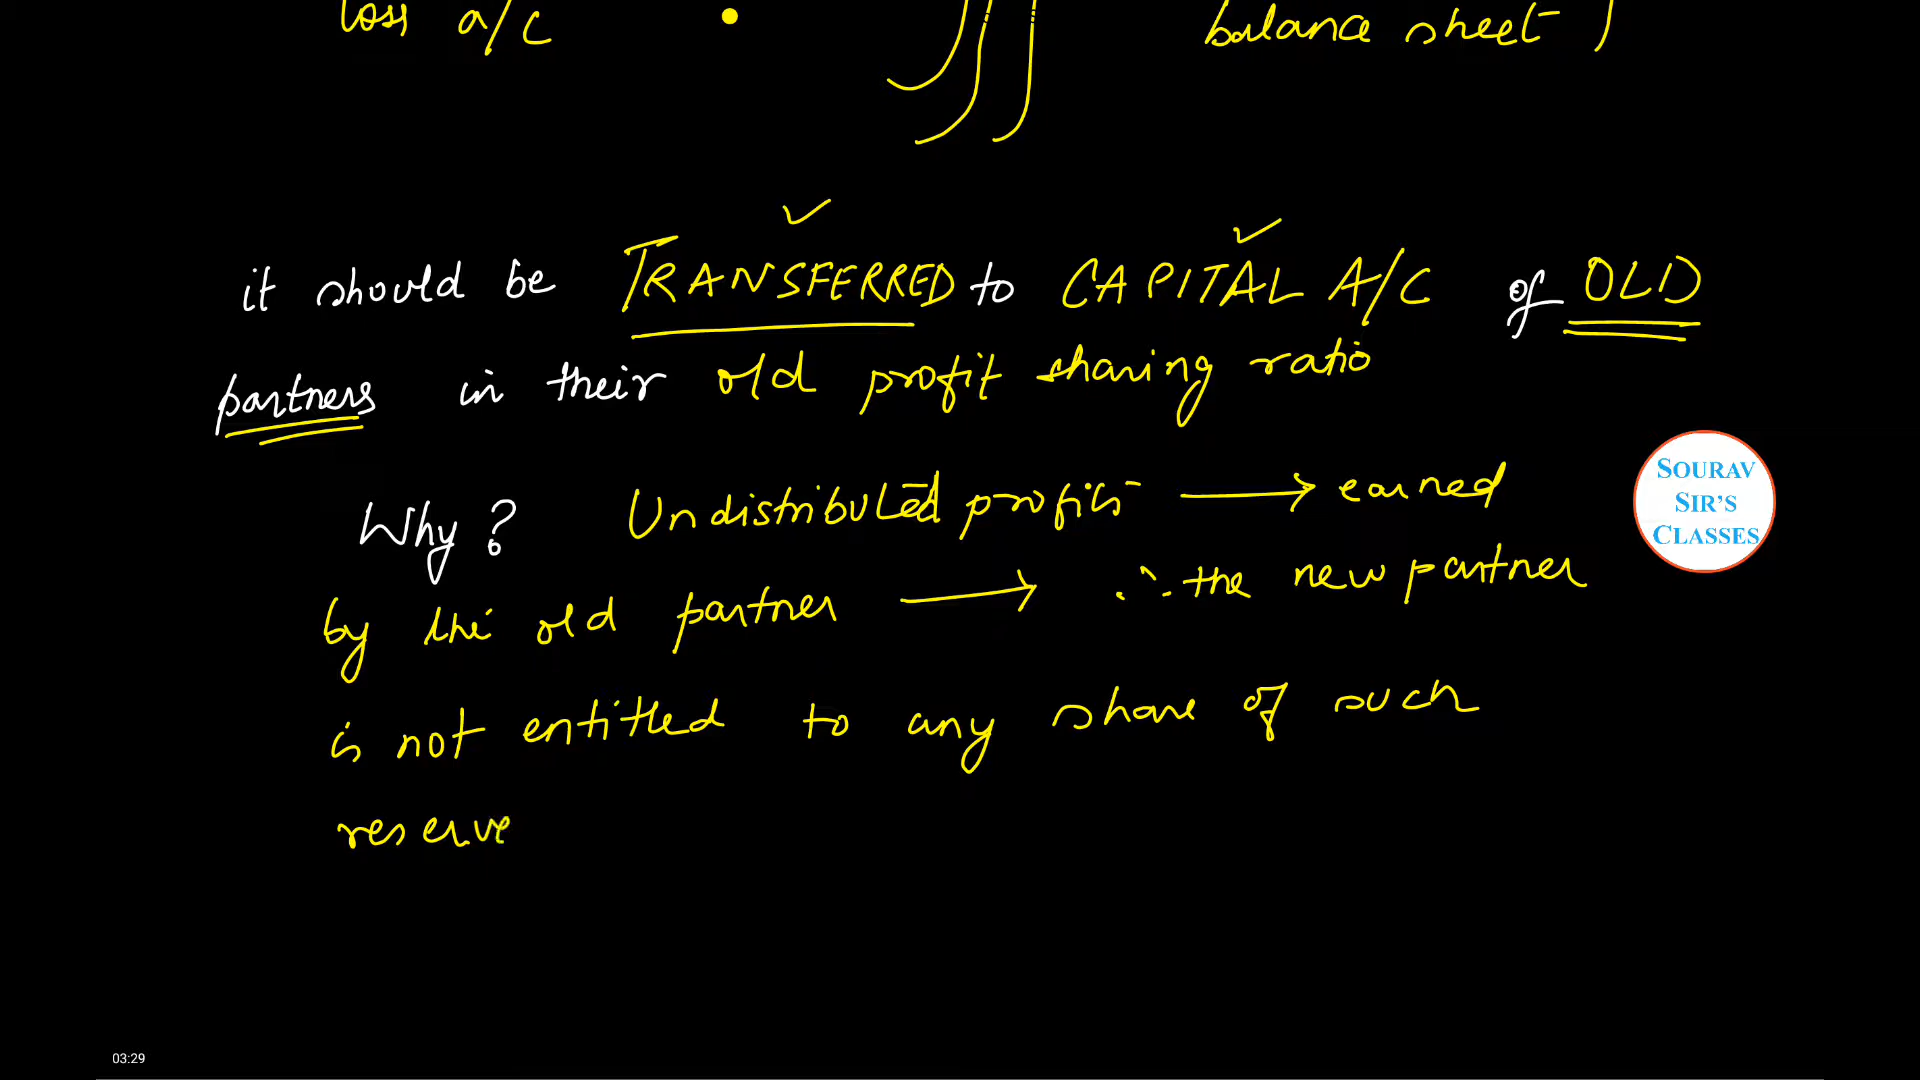 loss a/c
balance sheet )
it should be TRANSFERRED to CAPITAL A/C of OLD
partners in their old profit sharing ratio
Why ? Undistributed profits → earned
by the old partner → ∴ the new partner
is not entitled to any share of such
reserve
SOURAV
SIR'S
CLASSES
03:29